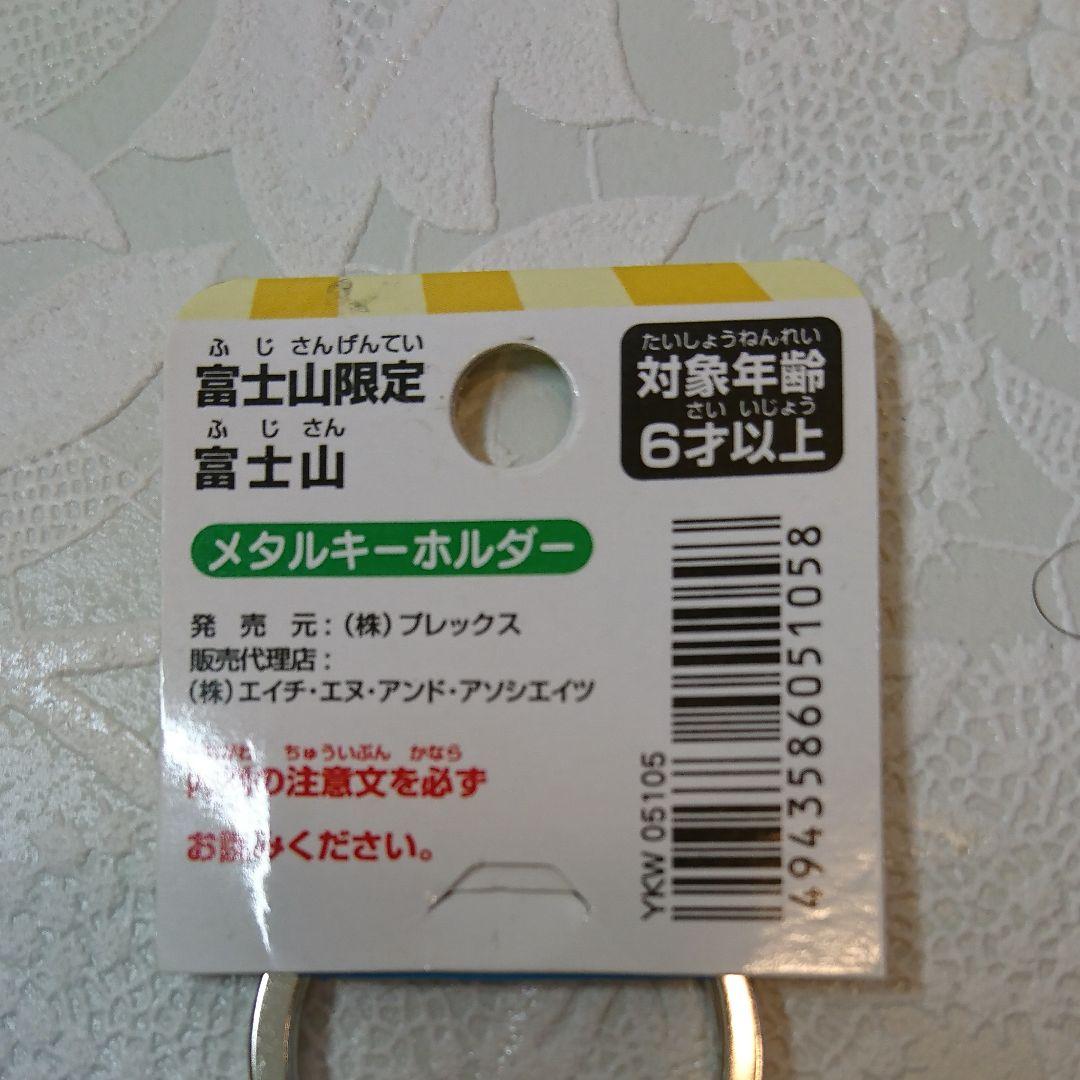 ふじさんげんてい
富士山限定
ふじさん
富士山
たいしょうねんれい
対象年齢
さいいじょう
6才以上
メタルキーホルダー
発売元:(株)プレックス
販売代理店:
(株)エイチ・エヌ・アンド・アソシエイツ
ちゅういぶん かなら
の注意文を必ず
お読みください。
YKW 05105
4943586051058